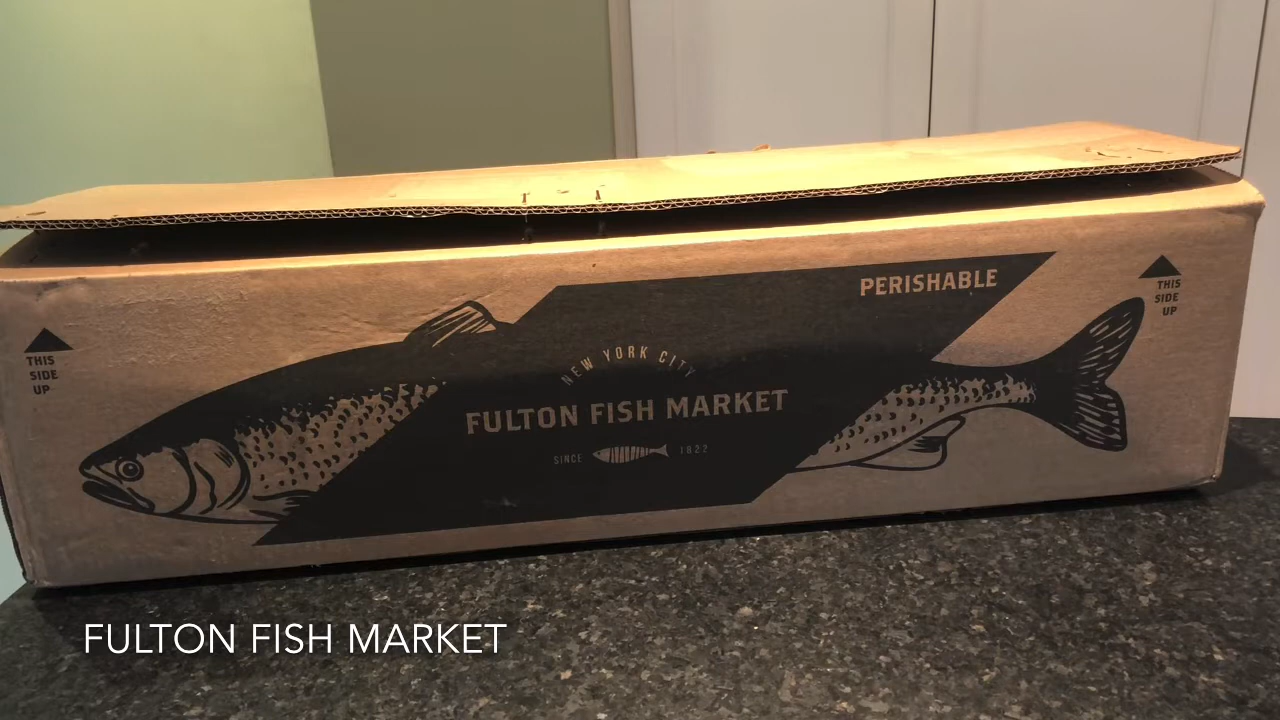 PERISHABLE
THIS
SIDE
UP
THIS
SIDE
UP
NEW YORK CITY
FULTON FISH MARKET
SINCE 1822
FULTON FISH MARKET